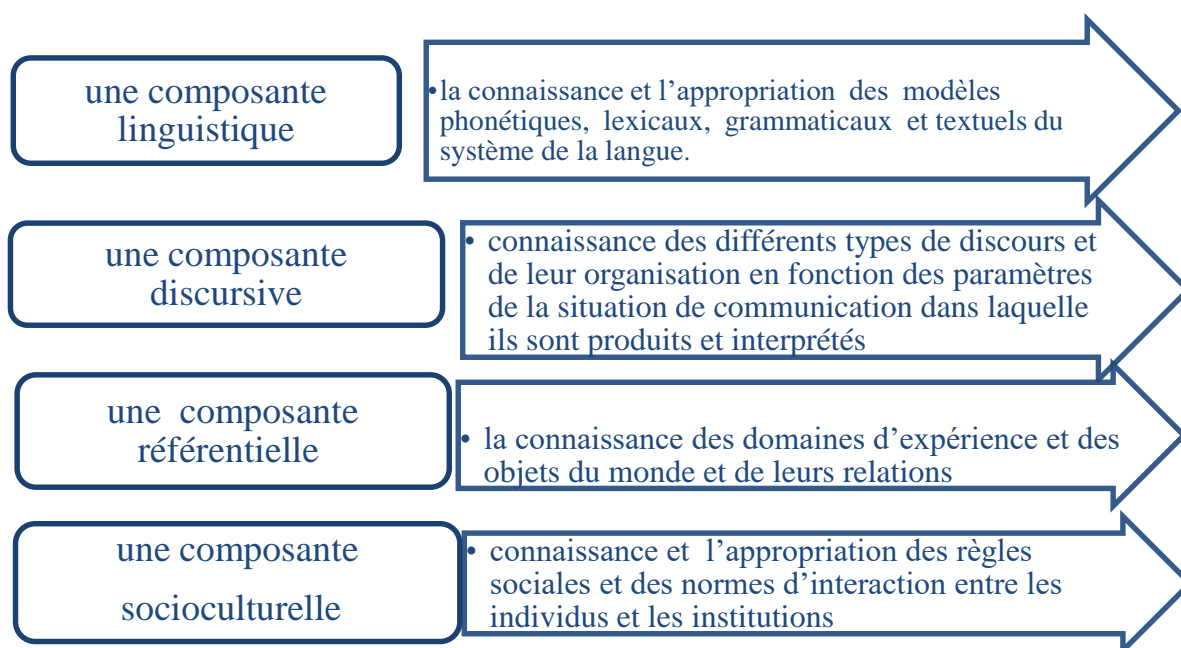 une composante
linguistique
•la connaissance et l’appropriation des modèles
phonétiques, lexicaux, grammaticaux et textuels du
système de la langue.
une composante
discursive
• connaissance des différents types de discours et
de leur organisation en fonction des paramètres
de la situation de communication dans laquelle
ils sont produits et interprétés
une composante
référentielle
• la connaissance des domaines d’expérience et des
objets du monde et de leurs relations
une composante
socioculturelle
• connaissance et l’appropriation des règles
sociales et des normes d’interaction entre les
individus et les institutions